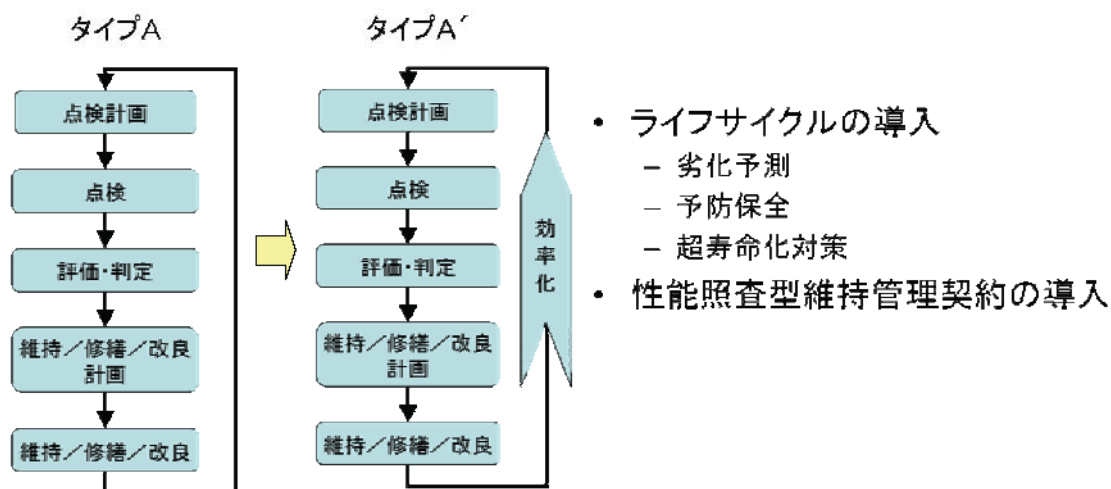 タイプA
点検計画
点検
評価・判定
維持／修繕／改良
計画
維持／修繕／改良
タイプA´
点検計画
点検
評価・判定
維持／修繕／改良
計画
維持／修繕／改良
効率化
• ライフサイクルの導入
– 劣化予測
– 予防保全
– 超寿命化対策
• 性能照査型維持管理契約の導入